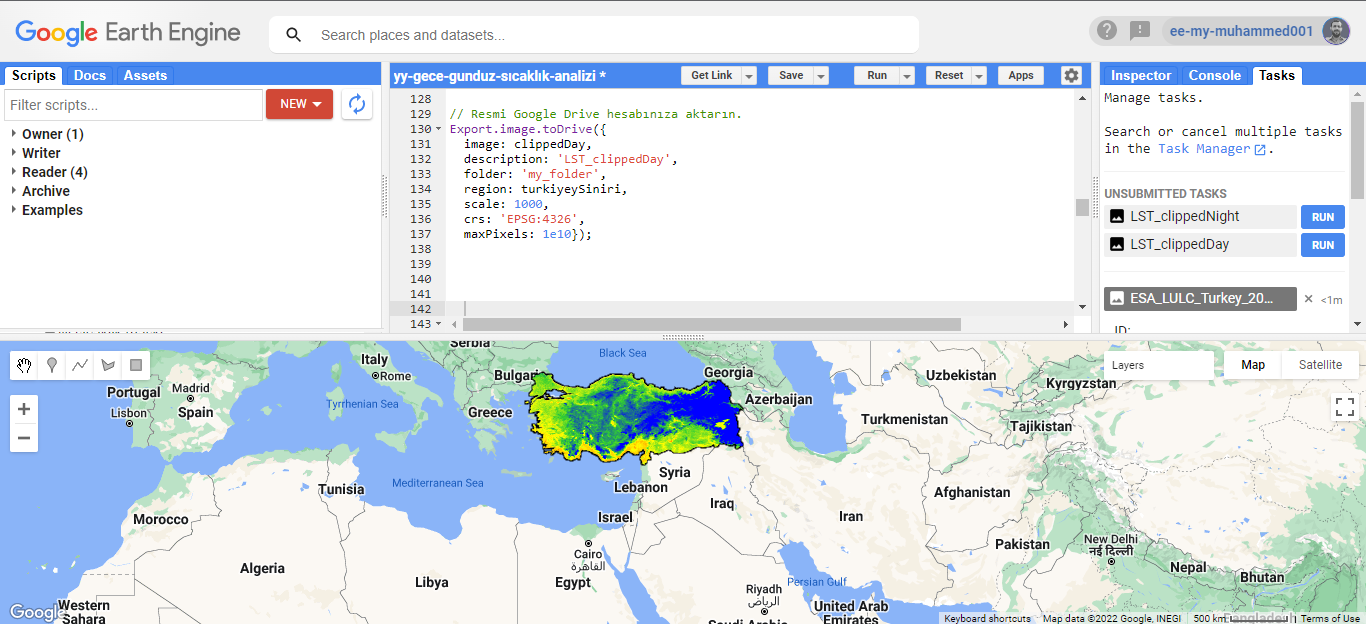 Google Earth Engine
Search places and datasets...
ee-my-muhammed001
Scripts Docs Assets
yy-gece-gunduz-sıcaklık-analizi *
Get Link Save Run Reset Apps
Inspector Console Tasks
Filter scripts...
NEW
Owner (1)
Writer
Reader (4)
Archive
Examples
128
129 // Resmi Google Drive hesabınıza aktarın.
130 Export.image.toDrive({
131 image: clippedDay,
132 description: 'LST_clippedDay',
133 folder: 'my_folder',
134 region: turkiyeySiniri,
135 scale: 1000,
136 crs: 'EPSG:4326',
137 maxPixels: 1e10});
138
139
140
141
142
143
Manage tasks.
Search or cancel multiple tasks
in the Task Manager.
UNSUBMITTED TASKS
LST_clippedNight RUN
LST_clippedDay RUN
ESA_LULC_Turkey_20... <1m
ID:
Layers
Map Satellite
Serbia
Black Sea
Italy
Rome
Bulgar
Georgia
Uzbekistan
Kyrgyzstan
Portugal
Madrid
Lisbon
Spain
Tyrrhenian Sea
Greece
Azerbaijan
Turkmenistan
Tajikistan
Syria
Lebanon
Tunisia
Mediterranean Sea
Iraq
Afghanistan
Morocco
Israel
Iran
Cairo
القاهرة
Pakistan
New Delhi
नई दिल्ली
Algeria
Libya
Egypt
Nepal
Bhutan
Riyadh
الرياض
Persian Gulf
Western
Sahara
United Arab
Emirates
Saudi Arabia
Bangladesh
Google
Keyboard shortcuts Map data ©2022 Google, INEGI 500 km Terms of Use